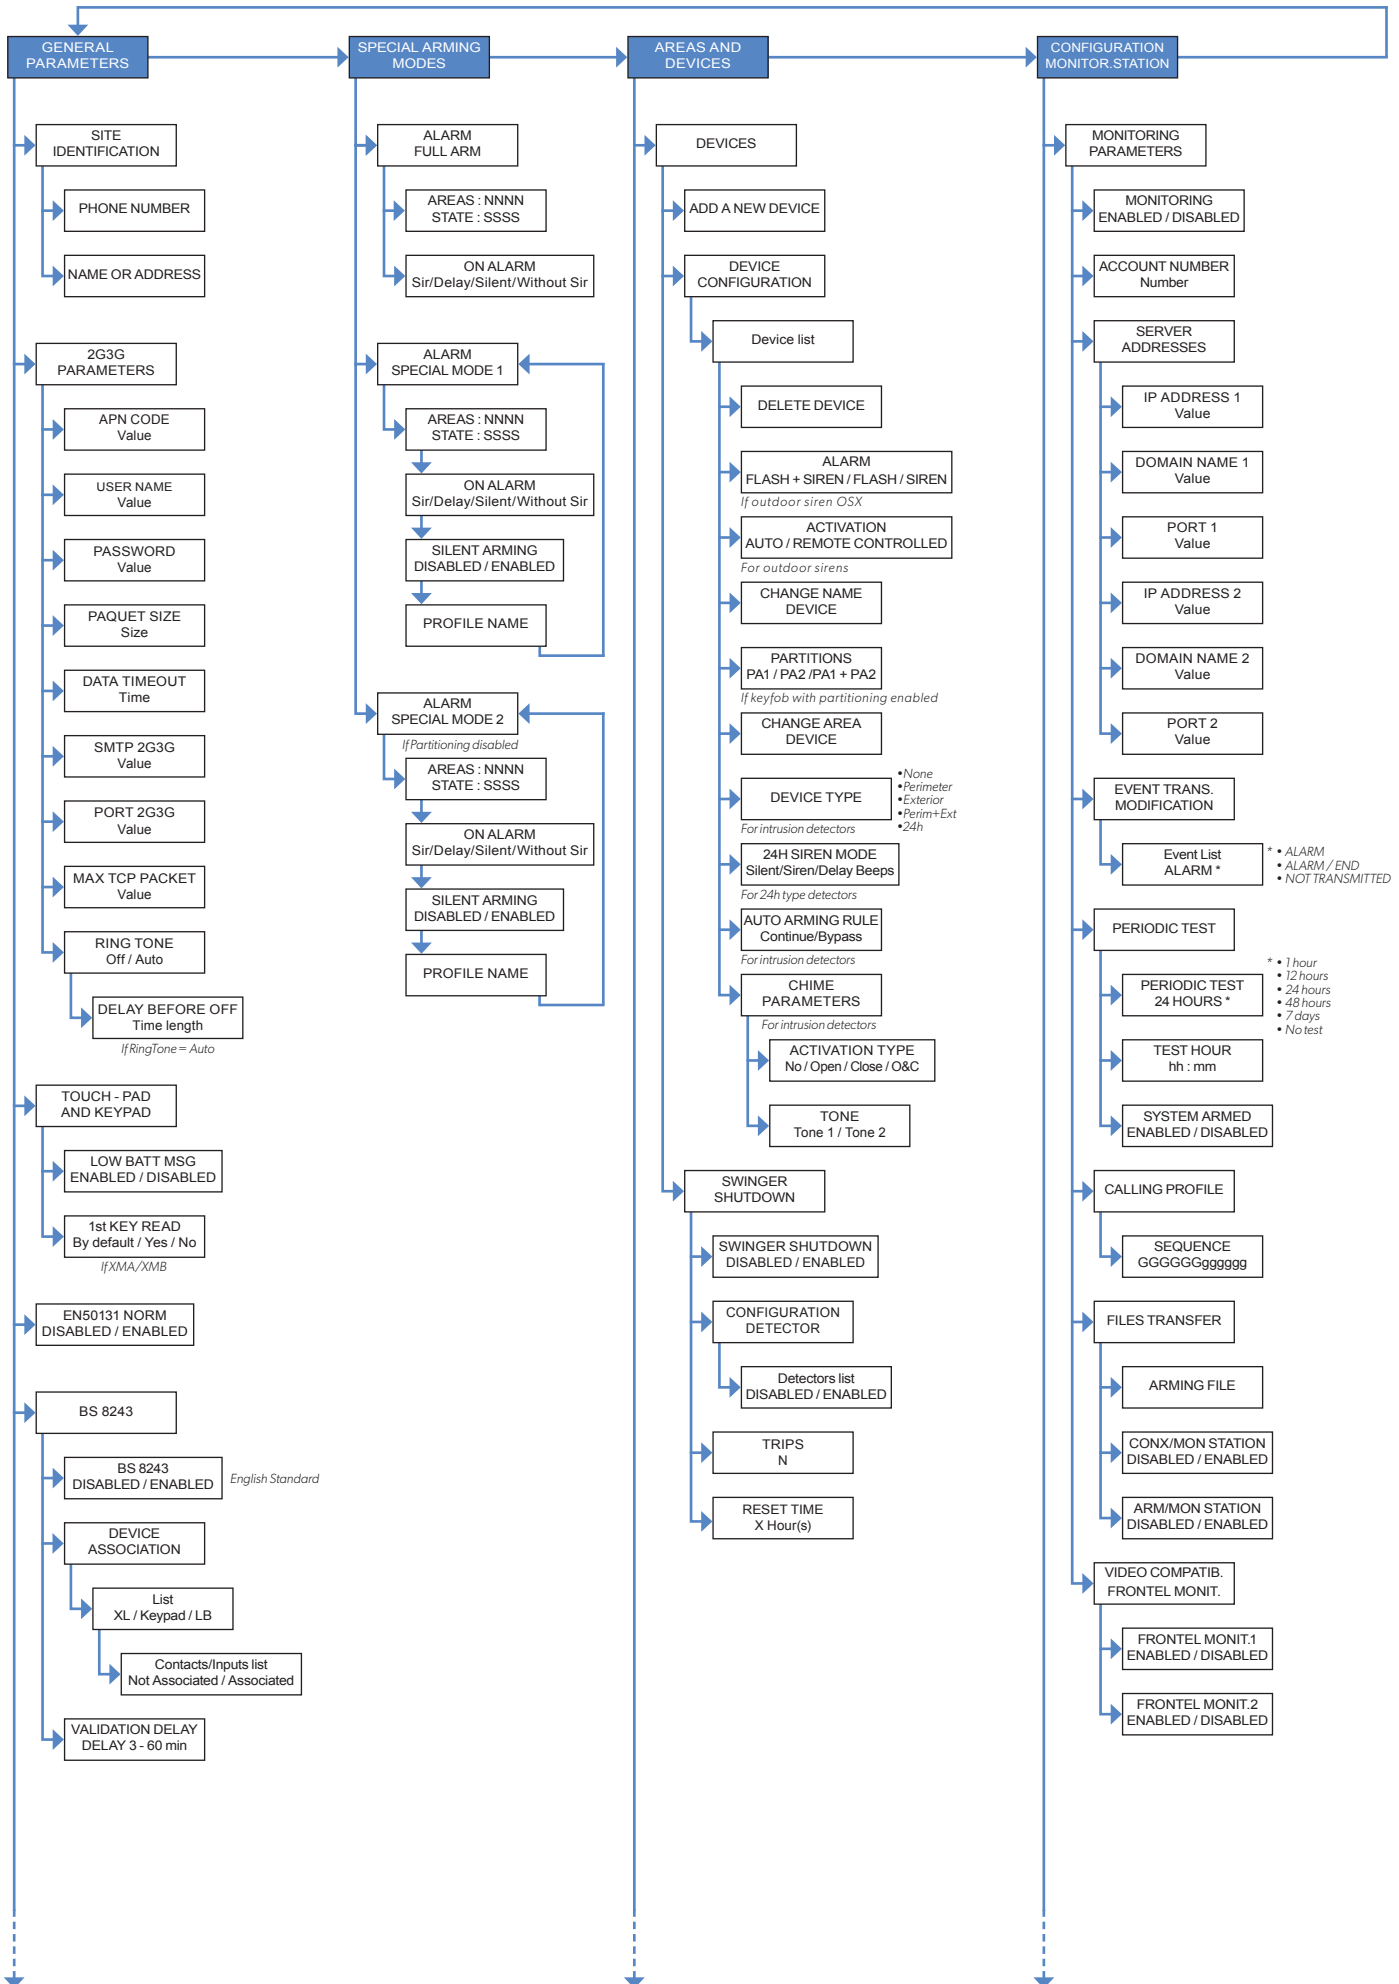 GENERAL
PARAMETERS
SITE
IDENTIFICATION
PHONE NUMBER
NAME OR ADDRESS
2G3G
PARAMETERS
APN CODE
Value
USER NAME
Value
PASSWORD
Value
PAQUET SIZE
Size
DATA TIMEOUT
Time
SMTP 2G3G
Value
PORT 2G3G
Value
MAX TCP PACKET
Value
RING TONE
Off / Auto
DELAY BEFORE OFF
Time length
If RingTone = Auto
TOUCH - PAD
AND KEYPAD
LOW BATT MSG
ENABLED / DISABLED
1st KEY READ
By default / Yes / No
If XMA/XMB
EN50131 NORM
DISABLED / ENABLED
BS 8243
BS 8243
DISABLED / ENABLED
English Standard
DEVICE
ASSOCIATION
List
XL / Keypad / LB
Contacts/Inputs list
Not Associated / Associated
VALIDATION DELAY
DELAY 3 - 60 min
SPECIAL ARMING
MODES
ALARM
FULL ARM
AREAS : NNNN
STATE : SSSS
ON ALARM
Sir/Delay/Silent/Without Sir
ALARM
SPECIAL MODE 1
AREAS : NNNN
STATE : SSSS
ON ALARM
Sir/Delay/Silent/Without Sir
SILENT ARMING
DISABLED / ENABLED
PROFILE NAME
ALARM
SPECIAL MODE 2
If Partitioning disabled
AREAS : NNNN
STATE : SSSS
ON ALARM
Sir/Delay/Silent/Without Sir
SILENT ARMING
DISABLED / ENABLED
PROFILE NAME
AREAS AND
DEVICES
DEVICES
ADD A NEW DEVICE
DEVICE
CONFIGURATION
Device list
DELETE DEVICE
ALARM
FLASH + SIREN / FLASH / SIREN
If outdoor siren OSX
ACTIVATION
AUTO / REMOTE CONTROLLED
For outdoor sirens
CHANGE NAME
DEVICE
PARTITIONS
PA1 / PA2 /PA1 + PA2
If keyfob with partitioning enabled
CHANGE AREA
DEVICE
DEVICE TYPE
•None
•Perimeter
•Exterior
•Perim+Ext
•24h
For intrusion detectors
24H SIREN MODE
Silent/Siren/Delay Beeps
For 24h type detectors
AUTO ARMING RULE
Continue/Bypass
For intrusion detectors
CHIME
PARAMETERS
For intrusion detectors
ACTIVATION TYPE
No / Open / Close / O&C
TONE
Tone 1 / Tone 2
SWINGER
SHUTDOWN
SWINGER SHUTDOWN
DISABLED / ENABLED
CONFIGURATION
DETECTOR
Detectors list
DISABLED / ENABLED
TRIPS
N
RESET TIME
X Hour(s)
CONFIGURATION
MONITOR.STATION
MONITORING
PARAMETERS
MONITORING
ENABLED / DISABLED
ACCOUNT NUMBER
Number
SERVER
ADDRESSES
IP ADDRESS 1
Value
DOMAIN NAME 1
Value
PORT 1
Value
IP ADDRESS 2
Value
DOMAIN NAME 2
Value
PORT 2
Value
EVENT TRANS.
MODIFICATION
Event List
ALARM *
* • ALARM
• ALARM / END
• NOT TRANSMITTED
PERIODIC TEST
PERIODIC TEST
24 HOURS *
* • 1 hour
• 12 hours
• 24 hours
• 48 hours
• 7 days
• No test
TEST HOUR
hh : mm
SYSTEM ARMED
ENABLED / DISABLED
CALLING PROFILE
SEQUENCE
GGGGGGgggggg
FILES TRANSFER
ARMING FILE
CONX/MON STATION
DISABLED / ENABLED
ARM/MON STATION
DISABLED / ENABLED
VIDEO COMPATIB.
FRONTEL MONIT.
FRONTEL MONIT.1
ENABLED / DISABLED
FRONTEL MONIT.2
ENABLED / DISABLED